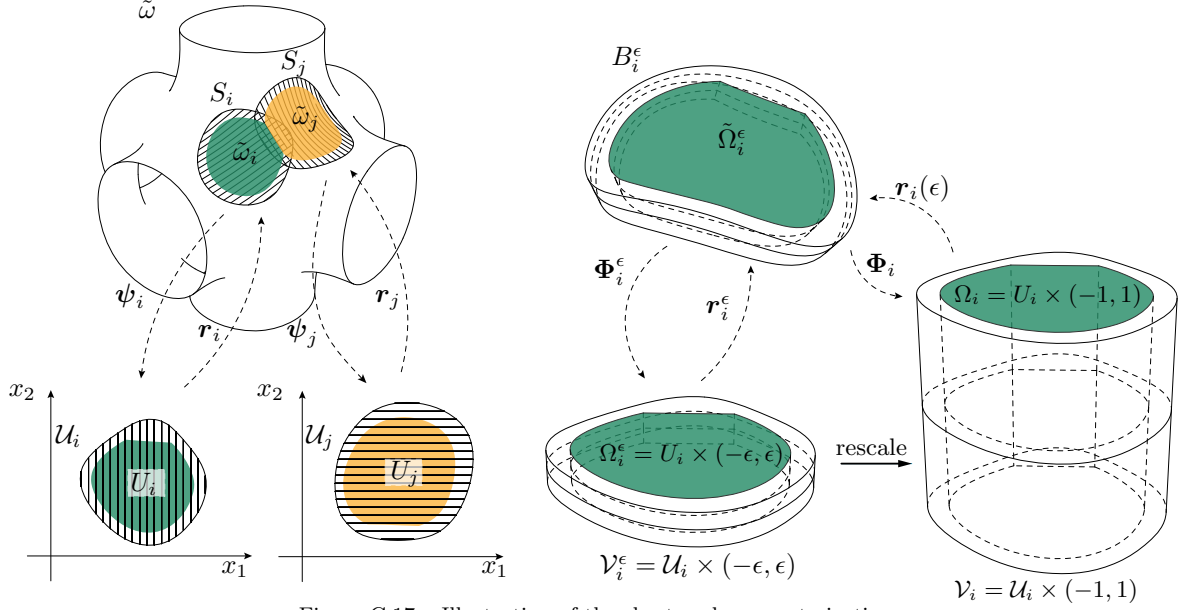 ω̃
S_j
S_i
ω̃_j
ω̃_i
ψ_i
r_i
ψ_j
r_j
x_2
𝒰_i
U_i
x_1
x_2
𝒰_j
U_j
x_1
B_i^ϵ
Ω̃_i^ϵ
r_i(ϵ)
Φ_i^ϵ
r_i^ϵ
Φ_i
Ω_i = U_i × (-1, 1)
Ω_i^ϵ = U_i × (-ϵ, ϵ)
rescale
𝒱_i^ϵ = 𝒰_i × (-ϵ, ϵ)
𝒱_i = 𝒰_i × (-1, 1)